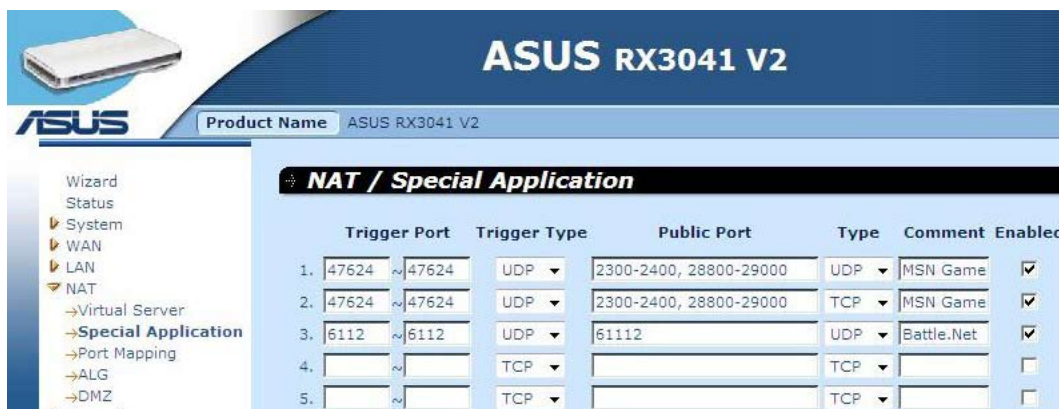 ASUS RX3041 V2
ASUS
Product Name ASUS RX3041 V2
Wizard
Status
System
WAN
LAN
NAT
→Virtual Server
→Special Application
→Port Mapping
→ALG
→DMZ
NAT / Special Application
Trigger Port Trigger Type Public Port Type Comment Enabled
1. 47624 ~ 47624 UDP 2300-2400, 28800-29000 UDP MSN Game
2. 47624 ~ 47624 UDP 2300-2400, 28800-29000 TCP MSN Game
3. 6112 ~ 6112 UDP 61112 UDP Battle.Net
4. ~ TCP TCP
5. ~ TCP TCP